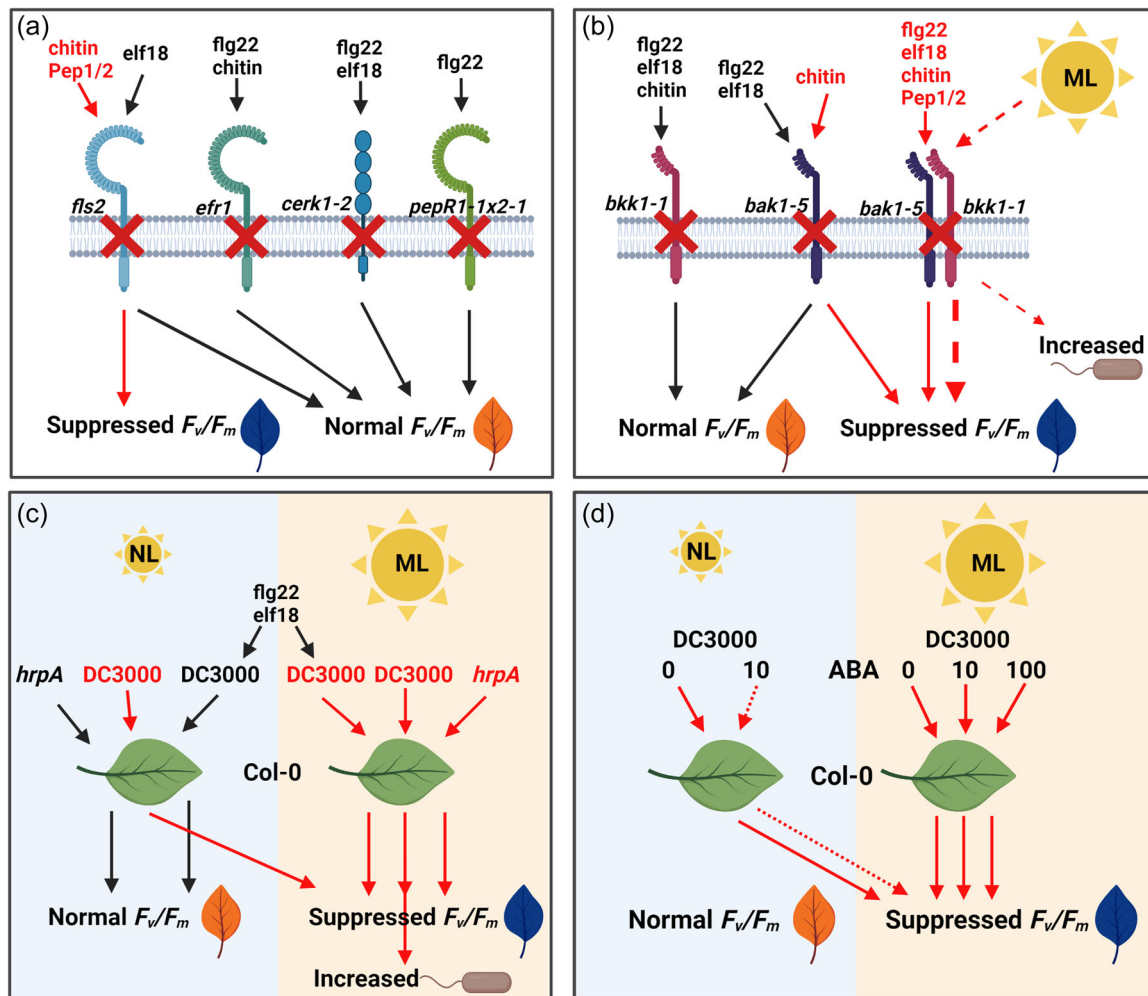 (a)
chitin
Pep1/2
elf18
flg22
chitin
flg22
elf18
flg22
fls2
efr1
cerk1-2
pepR1-1x2-1
Suppressed Fv/Fm
Normal Fv/Fm
(b)
flg22
elf18
chitin
flg22
elf18
chitin
flg22
elf18
chitin
Pep1/2
ML
bkk1-1
bak1-5
bak1-5
bkk1-1
Increased
Normal Fv/Fm
Suppressed Fv/Fm
(c)
NL
ML
flg22
elf18
hrpA
DC3000
DC3000
DC3000
DC3000
hrpA
Col-0
Normal Fv/Fm
Suppressed Fv/Fm
Increased
(d)
NL
ML
DC3000
DC3000
0 10 ABA 0 10 100
Col-0
Normal Fv/Fm
Suppressed Fv/Fm